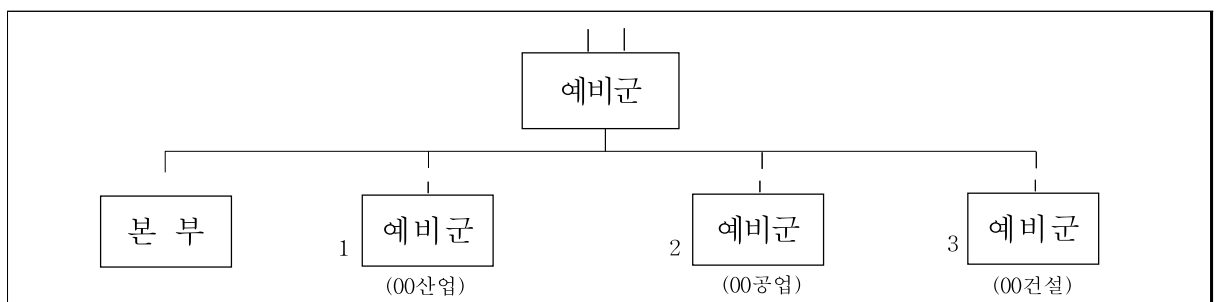 예비군
본 부
1 예비군
2 예비군
3 예비군
(00산업)
(00공업)
(00건설)